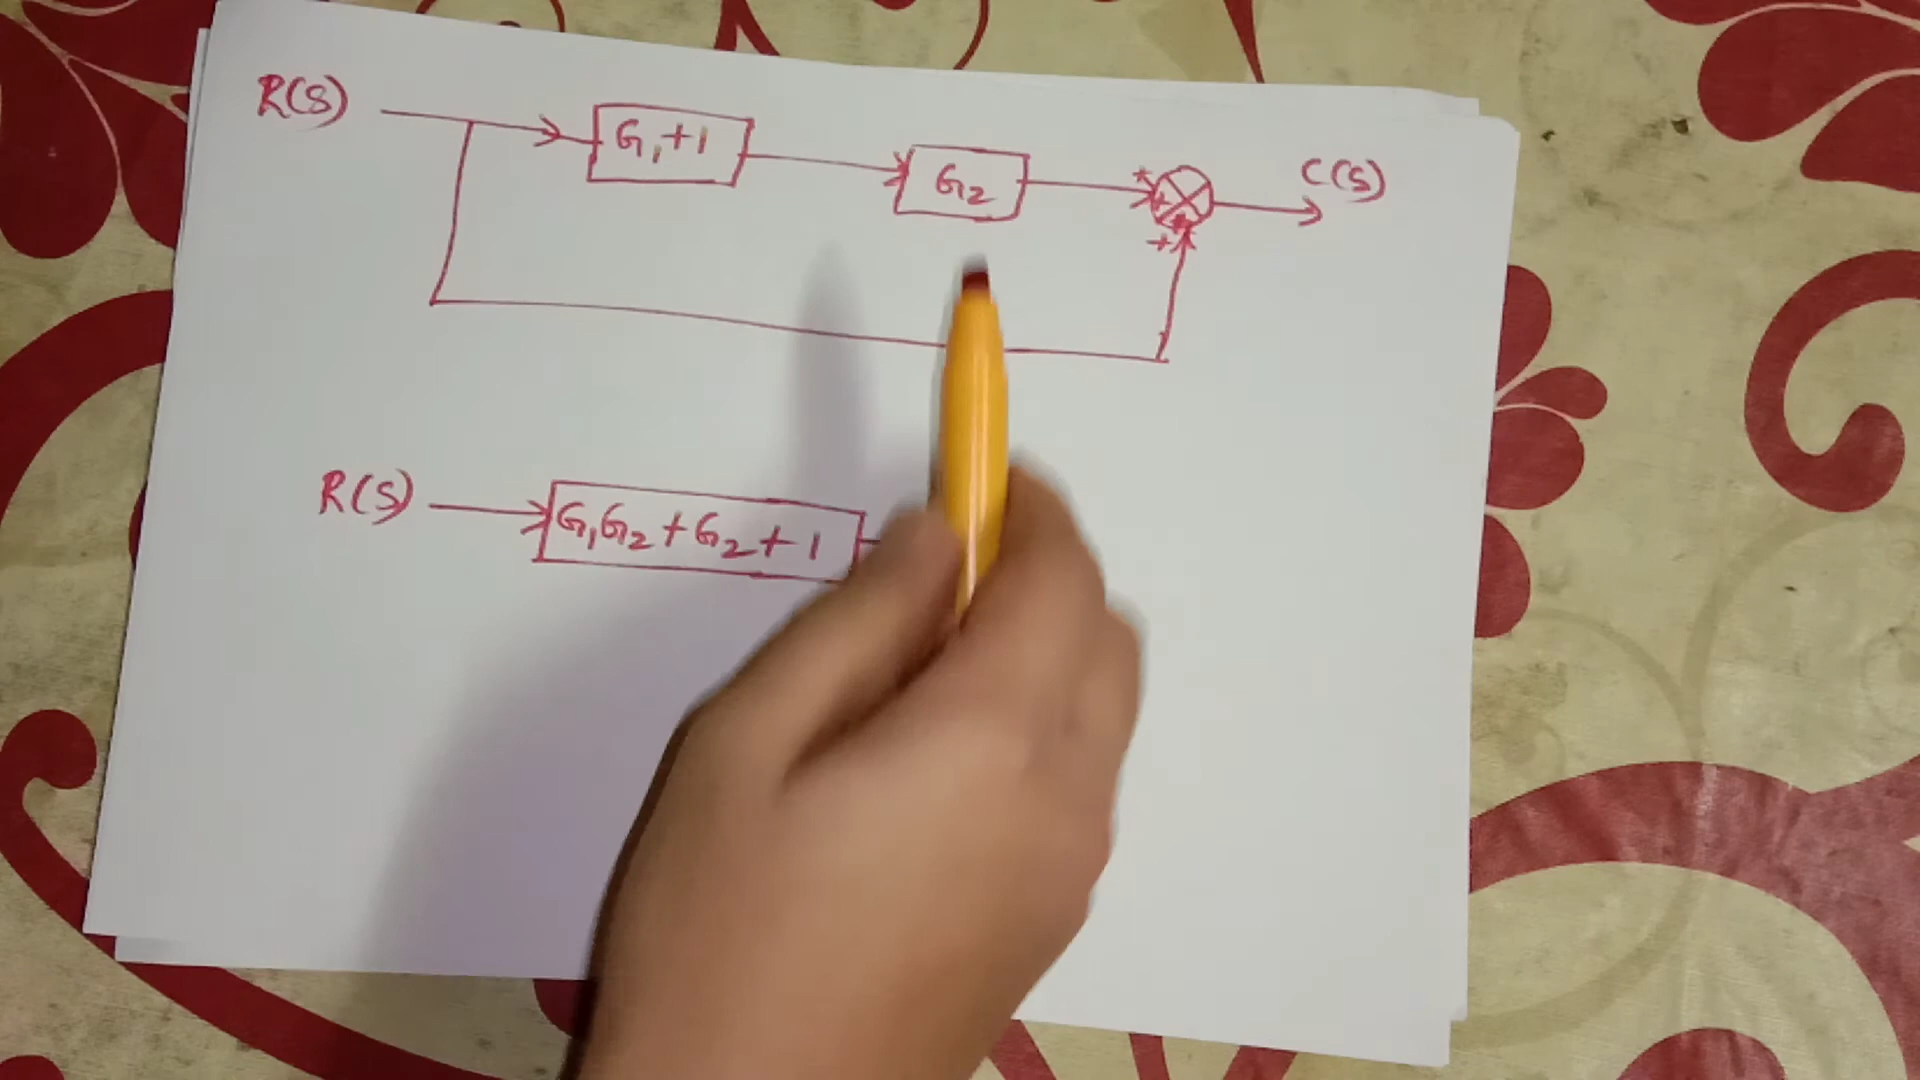 R(S) G₁+1 G₂ + + + + C(S)
R(S) G₁G₂+G₂+1